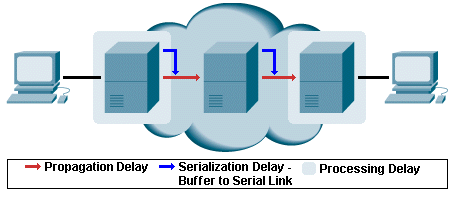 Propagation Delay
Serialization Delay -
Buffer to Serial Link
Processing Delay